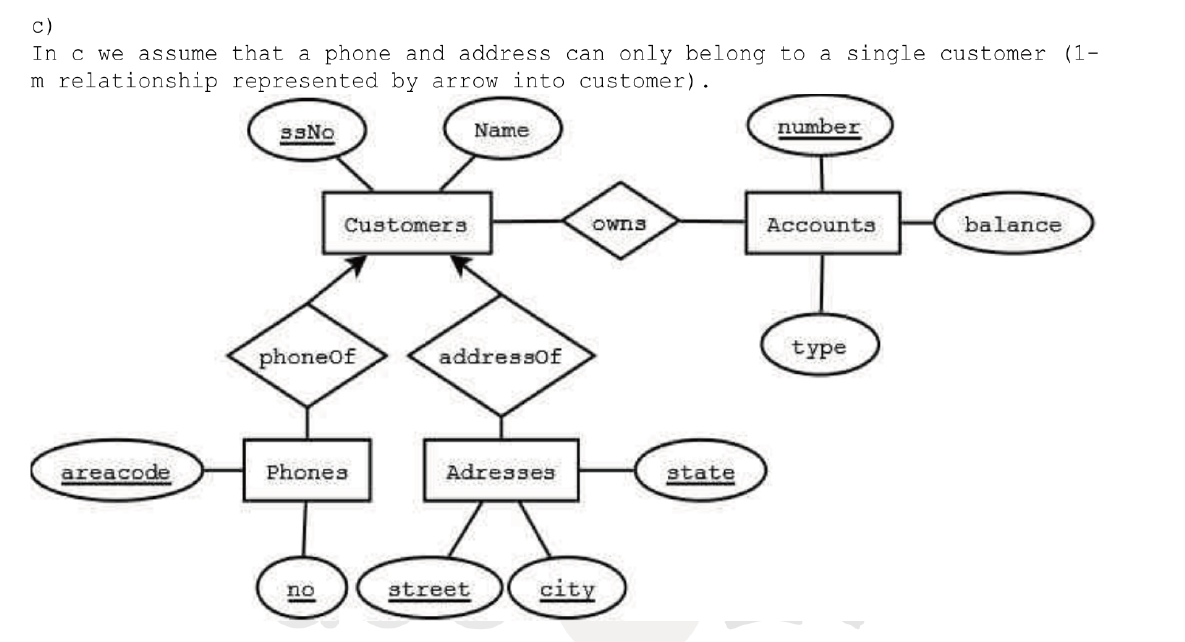 c)
In c we assume that a phone and address can only belong to a single customer (1-
m relationship represented by arrow into customer).
ssNo
Name
number
Customers
owns
Accounts
balance
phoneOf
addressOf
type
areacode
Phones
Adresses
state
no
street
city